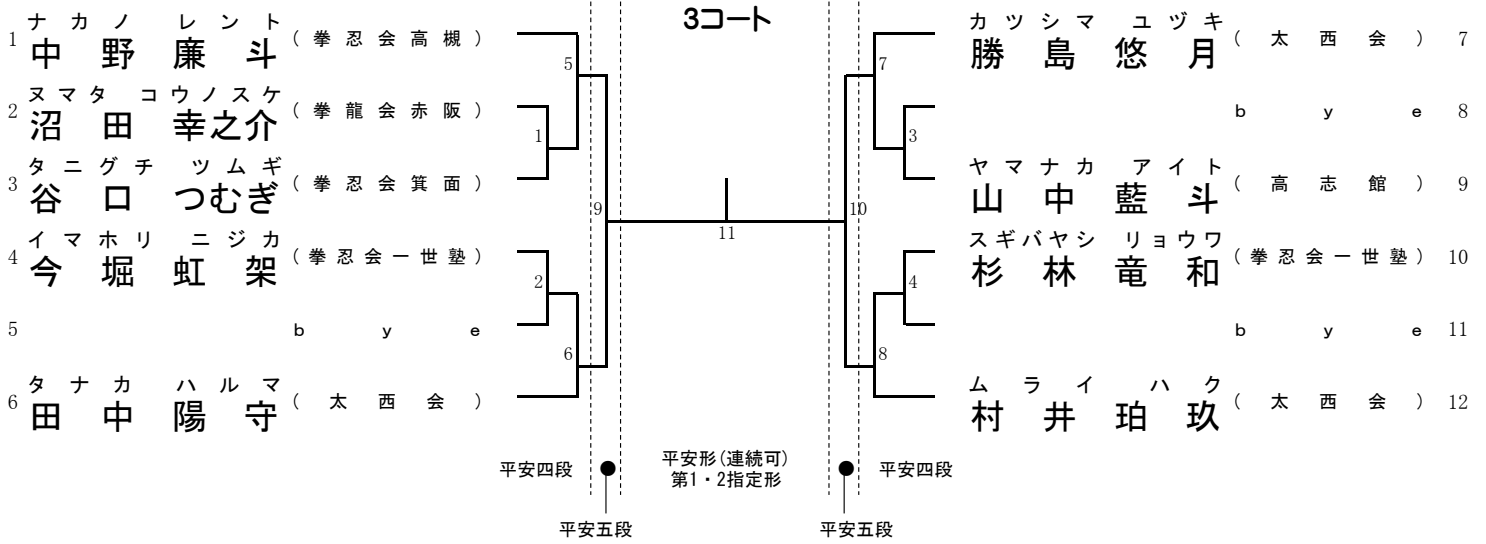 3コート
ナカノ レント
1 中野廉斗 (拳忍会高槻)
ヌマタ コウノスケ
2 沼田幸之介 (拳龍会赤阪)
タニグチ ツムギ
3 谷口つむぎ (拳忍会箕面)
イマホリ ニジカ
4 今堀虹架 (拳忍会一世塾)
5 bye
タナカ ハルマ
6 田中陽守 (太西会)
5
1
9
2
6
11
7
3
10
4
8
カツシマ ユヅキ
勝島悠月 (太西会) 7
bye 8
ヤマナカ アイト
山中藍斗 (高志館) 9
スギバヤシ リョウワ
杉林竜和 (拳忍会一世塾) 10
bye 11
ムライ ハク
村井珀玖 (太西会) 12
平安四段
平安形(連続可)
第1・2指定形
平安四段
平安五段
平安五段